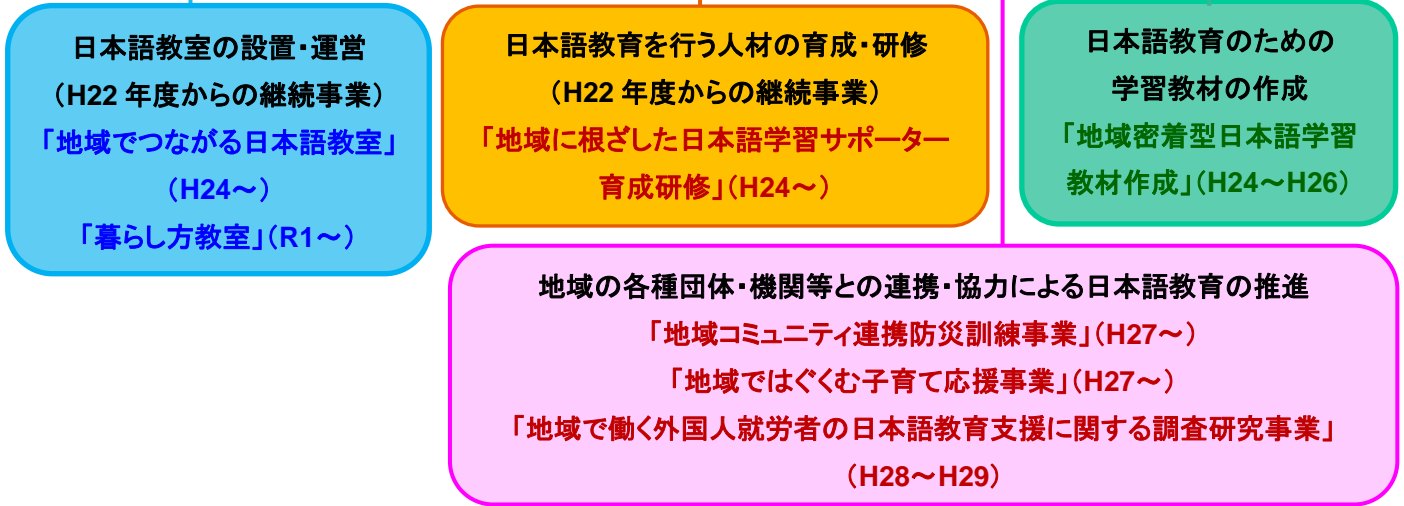 日本語教室の設置・運営
(H22 年度からの継続事業)
「地域でつながる日本語教室」
(H24～)
「暮らし方教室」(R1～)
日本語教育を行う人材の育成・研修
(H22 年度からの継続事業)
「地域に根ざした日本語学習サポーター
育成研修」(H24～)
日本語教育のための
学習教材の作成
「地域密着型日本語学習
教材作成」(H24～H26)
地域の各種団体・機関等との連携・協力による日本語教育の推進
「地域コミュニティ連携防災訓練事業」(H27～)
「地域ではぐくむ子育て応援事業」(H27～)
「地域で働く外国人就労者の日本語教育支援に関する調査研究事業」
(H28～H29)